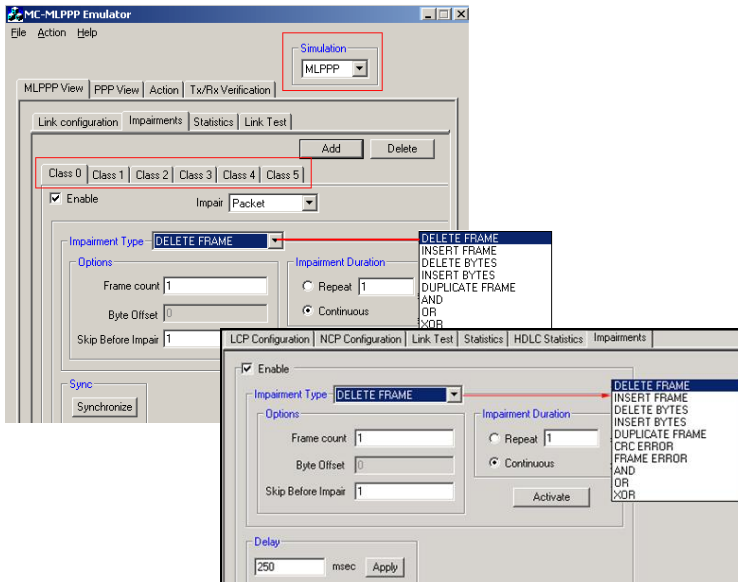 MC-MLPPP Emulator
File Action Help
Simulation
MLPPP
MLPPP View PPP View Action Tx/Rx Verification
Link configuration Impairments Statistics Link Test
Add Delete
Class 0 Class 1 Class 2 Class 3 Class 4 Class 5
Enable Impair Packet
Impairment Type DELETE FRAME
Options
Frame count 1
Byte Offset 0
Skip Before Impair 1
Impairment Duration
Repeat 1
Continuous
DELETE FRAME
INSERT FRAME
DELETE BYTES
INSERT BYTES
DUPLICATE FRAME
AND
OR
XOR
Sync
Synchronize
LCP Configuration NCP Configuration Link Test Statistics HDLC Statistics Impairments
Enable
Impairment Type DELETE FRAME
Options
Frame count 1
Byte Offset 0
Skip Before Impair 1
Impairment Duration
Repeat 1
Continuous
Activate
DELETE FRAME
INSERT FRAME
DELETE BYTES
INSERT BYTES
DUPLICATE FRAME
CRC ERROR
FRAME ERROR
AND
OR
XOR
Delay
250 msec Apply